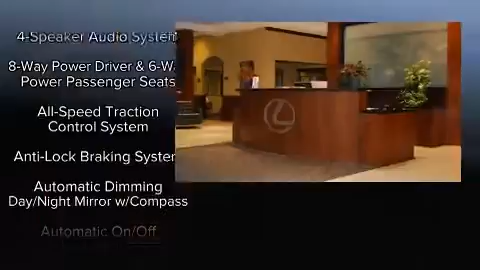 4-Speaker Audio System
8-Way Power Driver & 6-W
Power Passenger Seats
All-Speed Traction
Control System
Anti-Lock Braking System
Automatic Dimming
Day/Night Mirror w/Compass
Automatic On/Off